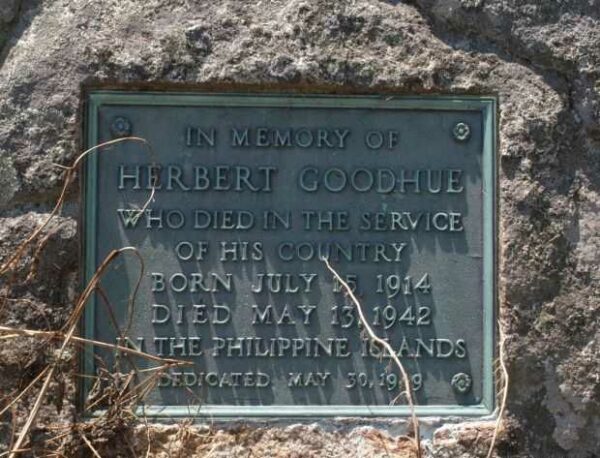 IN MEMORY OF
HERBERT GOODHUE
WHO DIED IN THE SERVICE
OF HIS COUNTRY
BORN JULY 15, 1914
DIED MAY 13, 1942
IN THE PHILIPPINE ISLANDS
DEDICATED MAY 30,